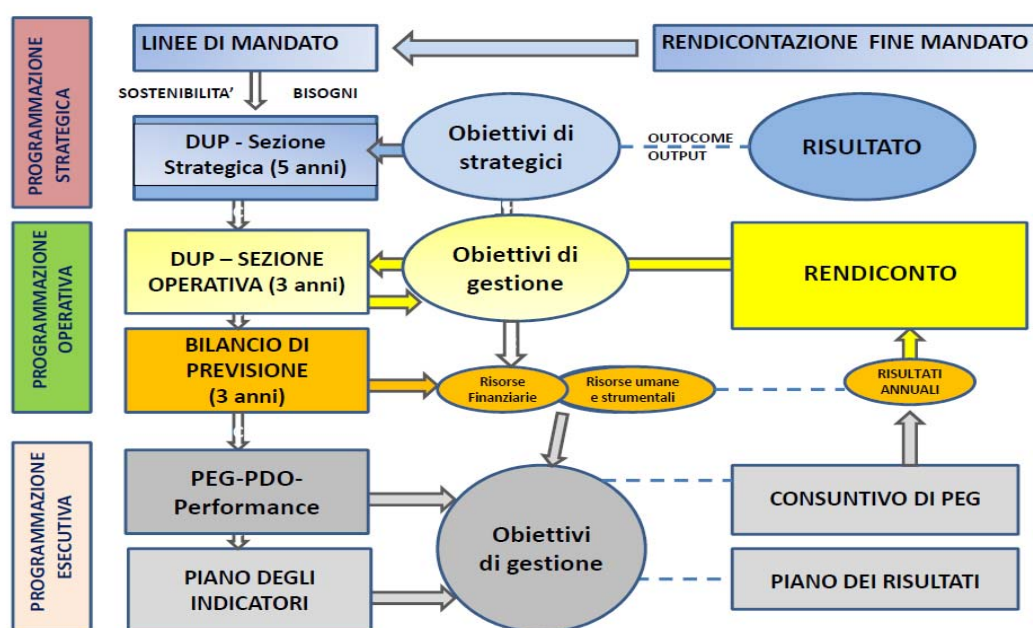 PROGRAMMAZIONE
STRATEGICA
LINEE DI MANDATO
RENDICONTAZIONE FINE MANDATO
SOSTENIBILITA'
BISOGNI
DUP - Sezione
Strategica (5 anni)
Obiettivi di
strategici
OUTOCOME
OUTPUT
RISULTATO
PROGRAMMAZIONE
OPERATIVA
DUP – SEZIONE
OPERATIVA (3 anni)
Obiettivi di
gestione
RENDICONTO
BILANCIO DI
PREVISIONE
(3 anni)
Risorse
Finanziarie
Risorse umane
e strumentali
RISULTATI
ANNUALI
PROGRAMMAZIONE
ESECUTIVA
PEG-PDO-
Performance
Obiettivi
di gestione
CONSUNTIVO DI PEG
PIANO DEGLI
INDICATORI
PIANO DEI RISULTATI